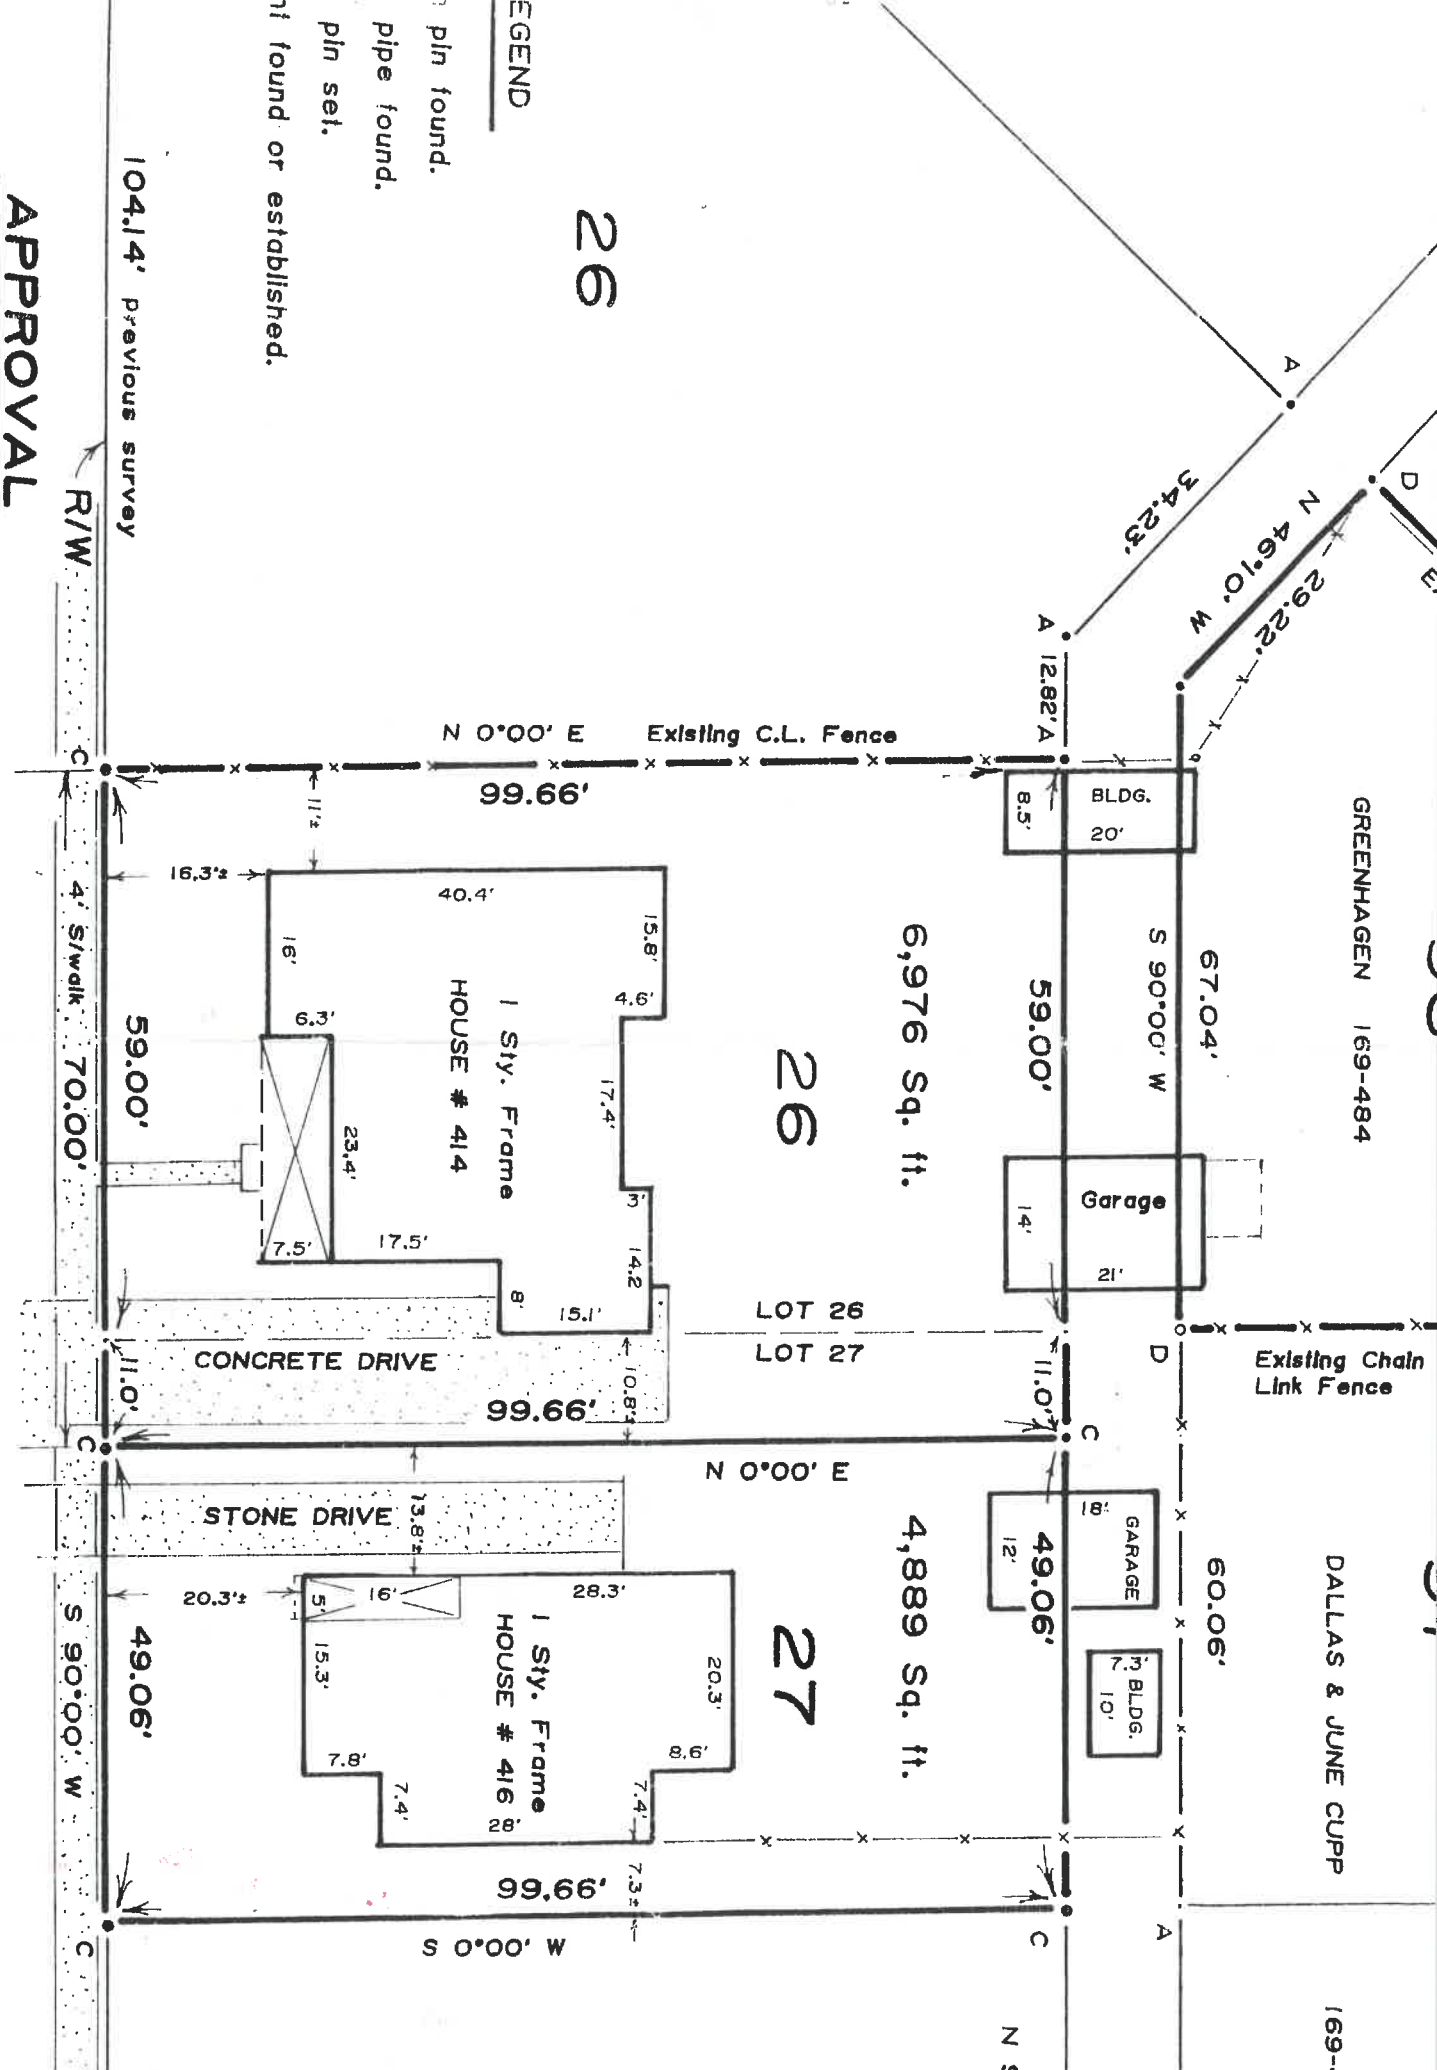 EGEND
pin found.
pipe found.
pin set.
found or established.
26
104.14' previous survey
APPROVAL
R/W
A
34.23'
D
N 46°10' W
29.22'
A
12.82'
A
N 0°00' E
Existing C.L. Fence
99.66'
C
11'±
16.3'±
40.4'
15.8'
4.6'
17.4'
3'
14.2
15.1'
8'
17.5'
7.5'
23.4'
6.3'
16'
1 Sty. Frame
HOUSE # 414
26
6,976 Sq. ft.
8.5'
BLDG.
20'
59.00'
S 90°00' W
67.04'
GREENHAGEN 169-484
Garage
14'
21'
4' S/walk
70.00'
59.00'
LOT 26
LOT 27
CONCRETE DRIVE
11.0'
10.8'±
99.66'
11.0'
C
C
D
Existing Chain
Link Fence
N 0°00' E
STONE DRIVE
13.8'±
20.3'±
5'
16'
28.3'
15.3'
7.8'
7.4'
28'
7.4'
8.6'
20.3'
1 Sty. Frame
HOUSE # 416
27
4,889 Sq. ft.
18'
GARAGE
12'
49.06'
7.3'
BLDG.
10'
60.06'
DALLAS & JUNE CUPP
S 90°00' W
49.06'
99.66'
7.3'±
S 0°00' W
C
C
A
169-
N